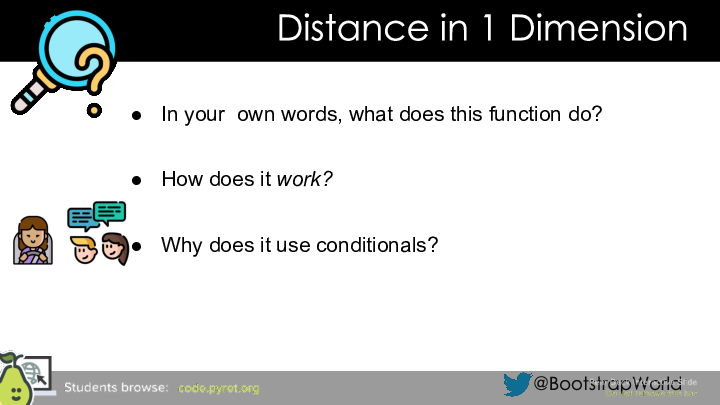 Distance in 1 Dimension
● In your  own words, what does this function do?
● How does it work?
● Why does it use conditionals?
Students browse: code.pyret.org
@BootstrapWorld